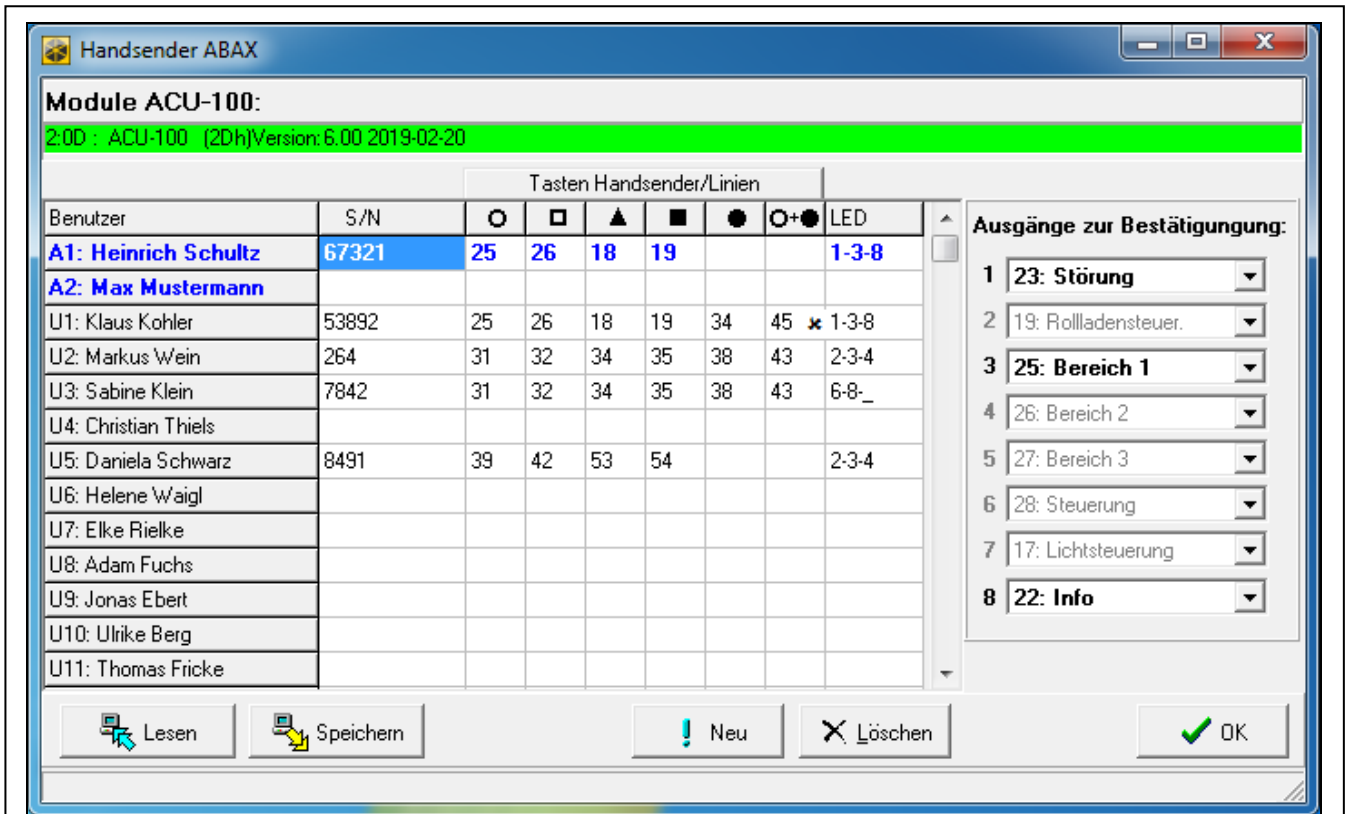 Handsender ABAX
Module ACU-100:
2:0D : ACU-100 (2Dh)Version: 6.00 2019-02-20
Tasten Handsender/Linien
Benutzer S/N O+● LED
A1: Heinrich Schultz 67321 25 26 18 19 1-3-8
A2: Max Mustermann
U1: Klaus Kohler 53892 25 26 18 19 34 45 1-3-8
U2: Markus Wein 264 31 32 34 35 38 43 2-3-4
U3: Sabine Klein 7842 31 32 34 35 38 43 6-8-_
U4: Christian Thiels
U5: Daniela Schwarz 8491 39 42 53 54 2-3-4
U6: Helene Waigl
U7: Elke Rielke
U8: Adam Fuchs
U9: Jonas Ebert
U10: Ulrike Berg
U11: Thomas Fricke
Ausgänge zur Bestätigungung:
1 23: Störung
2 19: Rollladensteuer.
3 25: Bereich 1
4 26: Bereich 2
5 27: Bereich 3
6 28: Steuerung
7 17: Lichtsteuerung
8 22: Info
Lesen
Speichern
Neu
Löschen
OK